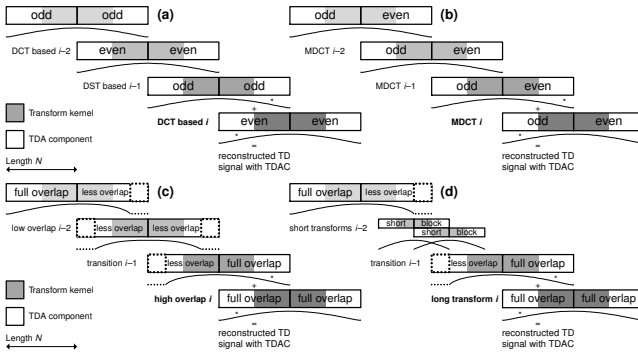 (a)
odd odd
DCT based i–2
even even
DST based i–1
odd odd
*
DCT based i
+
even even
*
=
reconstructed TD
signal with TDAC
Transform kernel
TDA component
Length N
(b)
odd even
MDCT i–2
odd even
MDCT i–1
odd even
*
MDCT i
+
odd even
*
=
reconstructed TD
signal with TDAC
(c)
full overlap less overlap
low overlap i–2
less overlap less overlap
transition i–1
less overlap full overlap
*
high overlap i
+
full overlap full overlap
*
=
reconstructed TD
signal with TDAC
Transform kernel
TDA component
Length N
(d)
full overlap less overlap
short transforms i–2
short block
short block
transition i–1
less overlap full overlap
*
long transform i
+
full overlap full overlap
*
=
reconstructed TD
signal with TDAC